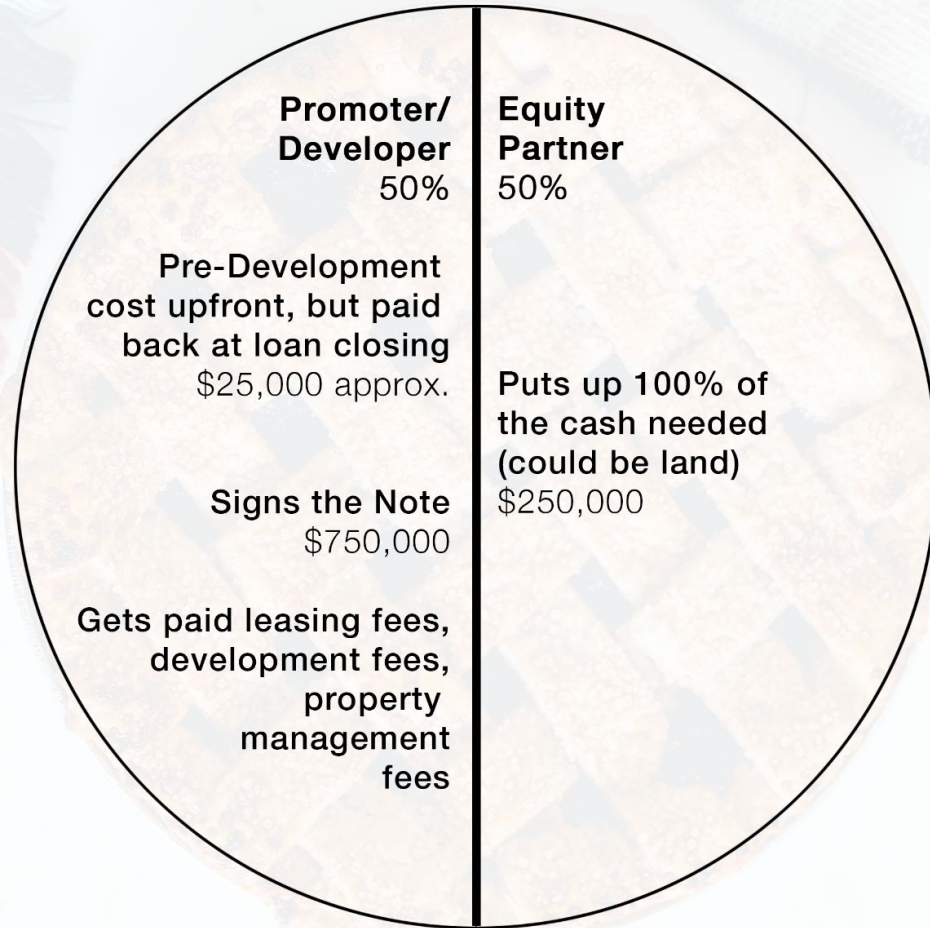 Promoter/
Developer
50%
Pre-Development
cost upfront, but paid
back at loan closing
$25,000 approx.
Signs the Note
$750,000
Gets paid leasing fees,
development fees,
property
management
fees
Equity
Partner
50%
Puts up 100% of
the cash needed
(could be land)
$250,000